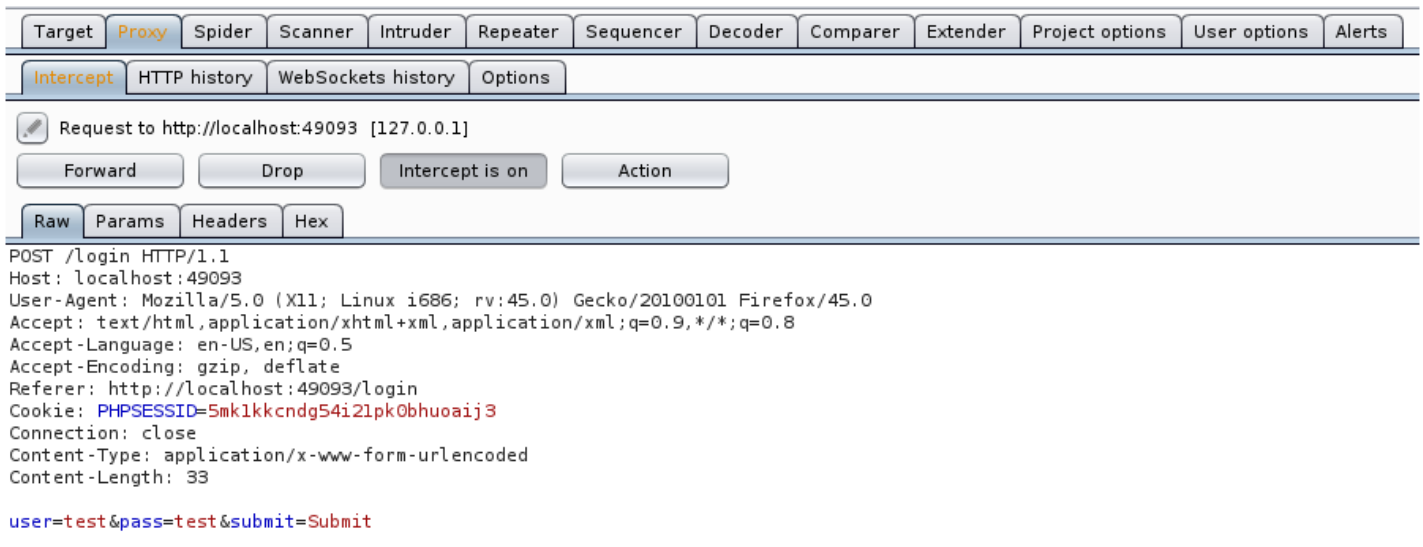 Target Proxy Spider Scanner Intruder Repeater Sequencer Decoder Comparer Extender Project options User options Alerts
Intercept HTTP history WebSockets history Options
Request to http://localhost:49093 [127.0.0.1]
Forward Drop Intercept is on Action
Raw Params Headers Hex
POST /login HTTP/1.1
Host: localhost:49093
User-Agent: Mozilla/5.0 (X11; Linux i686; rv:45.0) Gecko/20100101 Firefox/45.0
Accept: text/html,application/xhtml+xml,application/xml;q=0.9,*/*;q=0.8
Accept-Language: en-US,en;q=0.5
Accept-Encoding: gzip, deflate
Referer: http://localhost:49093/login
Cookie: PHPSESSID=5mk1kkcndg54i21pk0bhuoaij3
Connection: close
Content-Type: application/x-www-form-urlencoded
Content-Length: 33
user=test&pass=test&submit=Submit